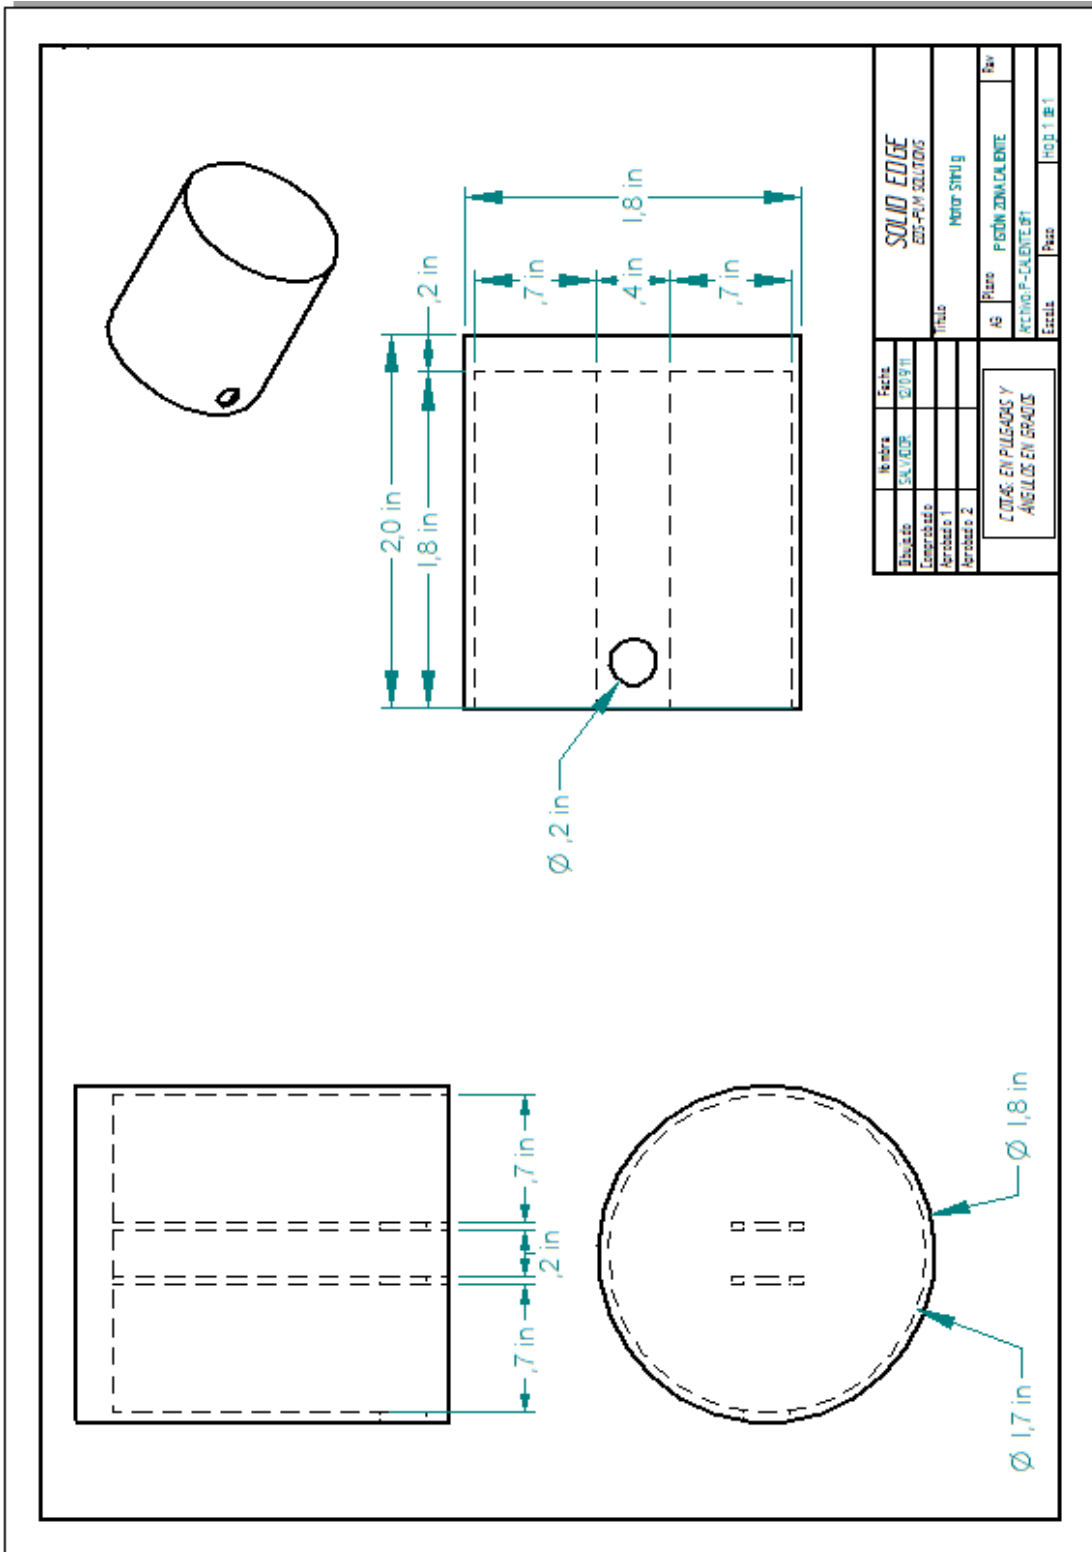 ,7 in
,2 in
,7 in
Ø 1,7 in
Ø 1,8 in
2,0 in
1,8 in
,2 in
,7 in
,4 in
,7 in
1,8 in
Ø ,2 in
Nombre
Fecha
Dibujado
SALVADOR
12/09/11
Comprobado
Aprobado 1
Aprobado 2
SOLID EDGE
EDS-PLM SOLUTIONS
Título
Motor
A3
Plano
PISTÓN ZONA CALIENTE
Rev
Archivo: P-CALIENTE.dft
Escala
Peso
Hoja 1 de 1
COTAS: EN PULGADAS Y
ANGULOS EN GRADOS